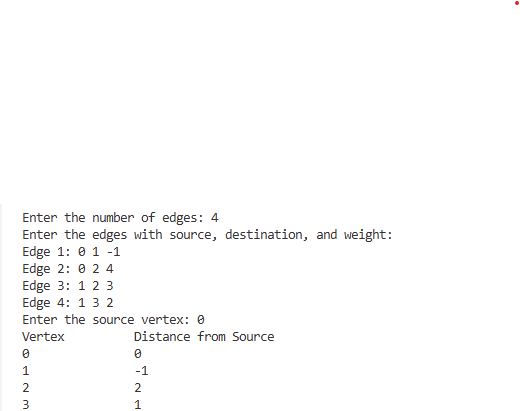 Enter the number of edges: 4
Enter the edges with source, destination, and weight:
Edge 1: 0 1 -1
Edge 2: 0 2 4
Edge 3: 1 2 3
Edge 4: 1 3 2
Enter the source vertex: 0
Vertex Distance from Source
0 0
1 -1
2 2
3 1